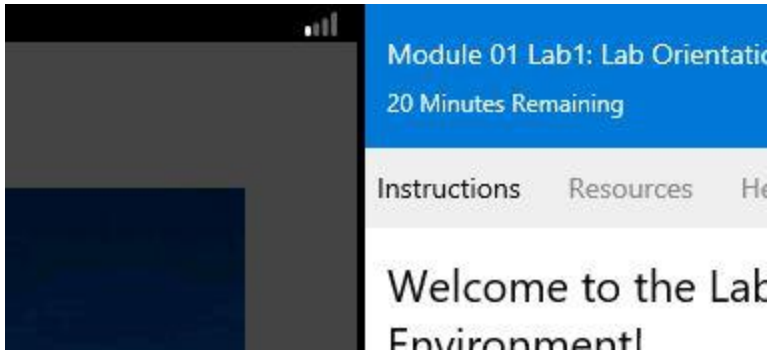 Module 01 Lab1: Lab Orientatio
20 Minutes Remaining
Instructions Resources He
Welcome to the Lab
Environment!